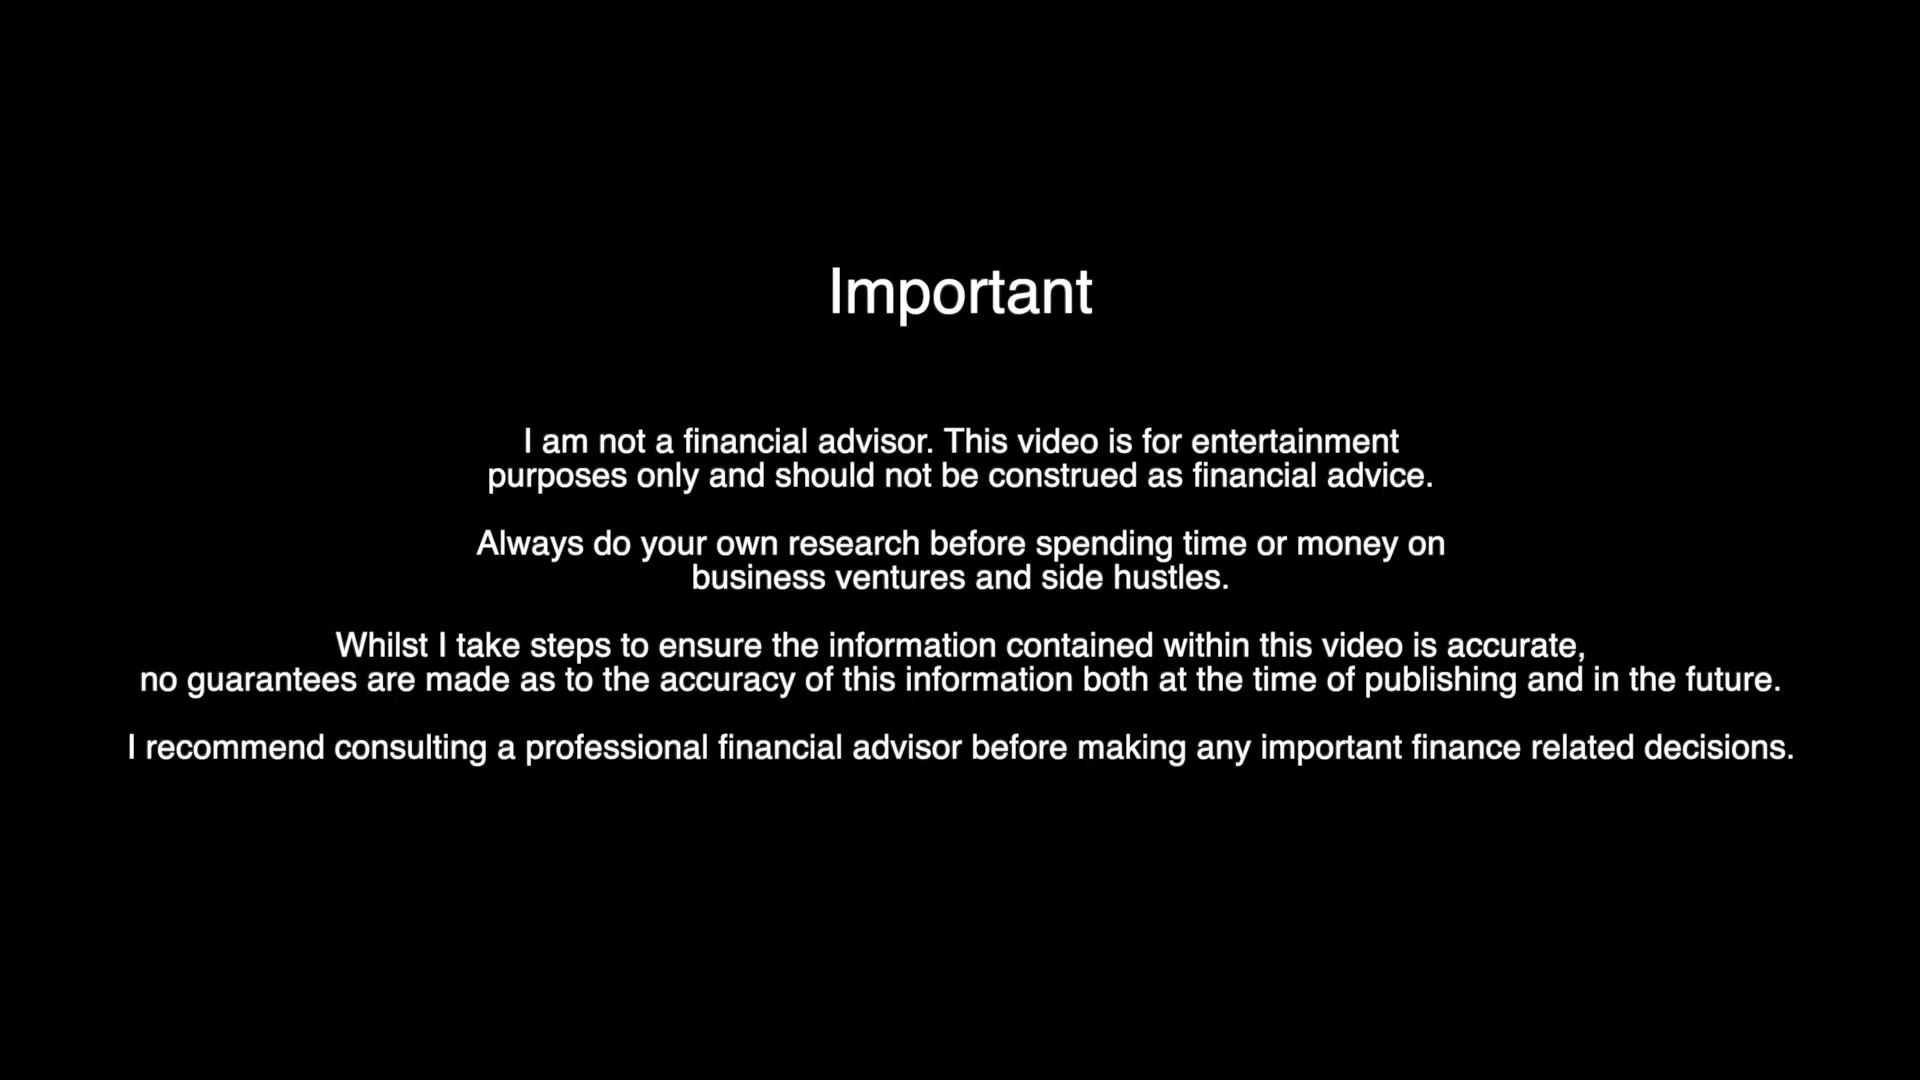 Important
I am not a financial advisor. This video is for entertainment
purposes only and should not be construed as financial advice.
Always do your own research before spending time or money on
business ventures and side hustles.
Whilst I take steps to ensure the information contained within this video is accurate,
no guarantees are made as to the accuracy of this information both at the time of publishing and in the future.
I recommend consulting a professional financial advisor before making any important finance related decisions.